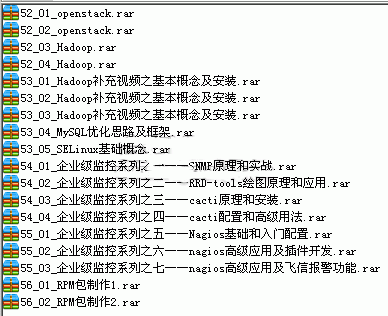 52_01_openstack.rar
52_02_openstack.rar
52_03_Hadoop.rar
52_04_Hadoop.rar
53_01_Hadoop补充视频之基本概念及安装.rar
53_02_Hadoop补充视频之基本概念及安装.rar
53_03_Hadoop补充视频之基本概念及安装.rar
53_04_MySQL优化思路及框架.rar
53_05_SELinux基础概念.rar
54_01_企业级监控系列之一——SNMP原理和实战.rar
54_02_企业级监控系列之二——RRD-tools绘图原理和应用.rar
54_03_企业级监控系列之三——cacti原理和安装.rar
54_04_企业级监控系列之四——cacti配置和高级用法.rar
55_01_企业级监控系列之五——Nagios基础和入门配置.rar
55_02_企业级监控系列之六——nagios高级应用及插件开发.rar
55_03_企业级监控系列之七——nagios高级应用及飞信报警功能.rar
56_01_RPM包制作1.rar
56_02_RPM包制作2.rar